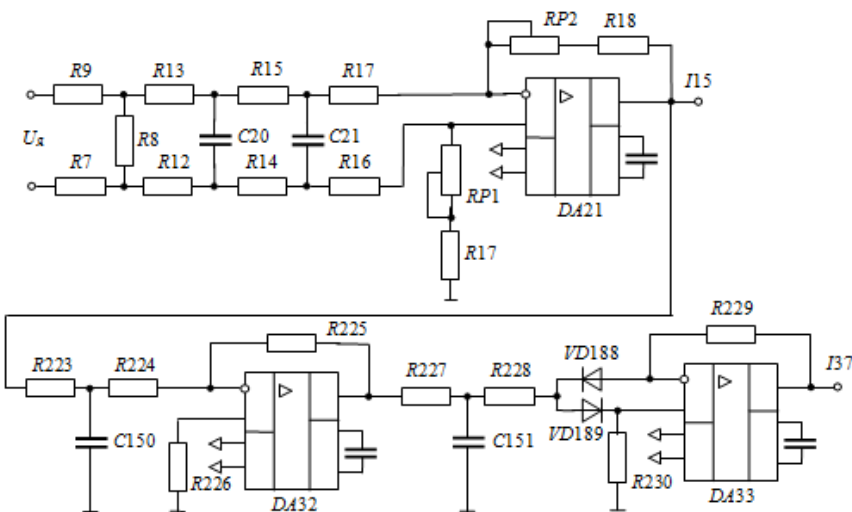 RP2 R18
R9 R13 R15 R17 I15
Uя R8 C20 C21
R7 R12 R14 R16
RP1 DA21
R17
R229
R225
R223 R224 R227 R228 VD188 I37
C150 C151 VD189
R226 R230
DA32 DA33